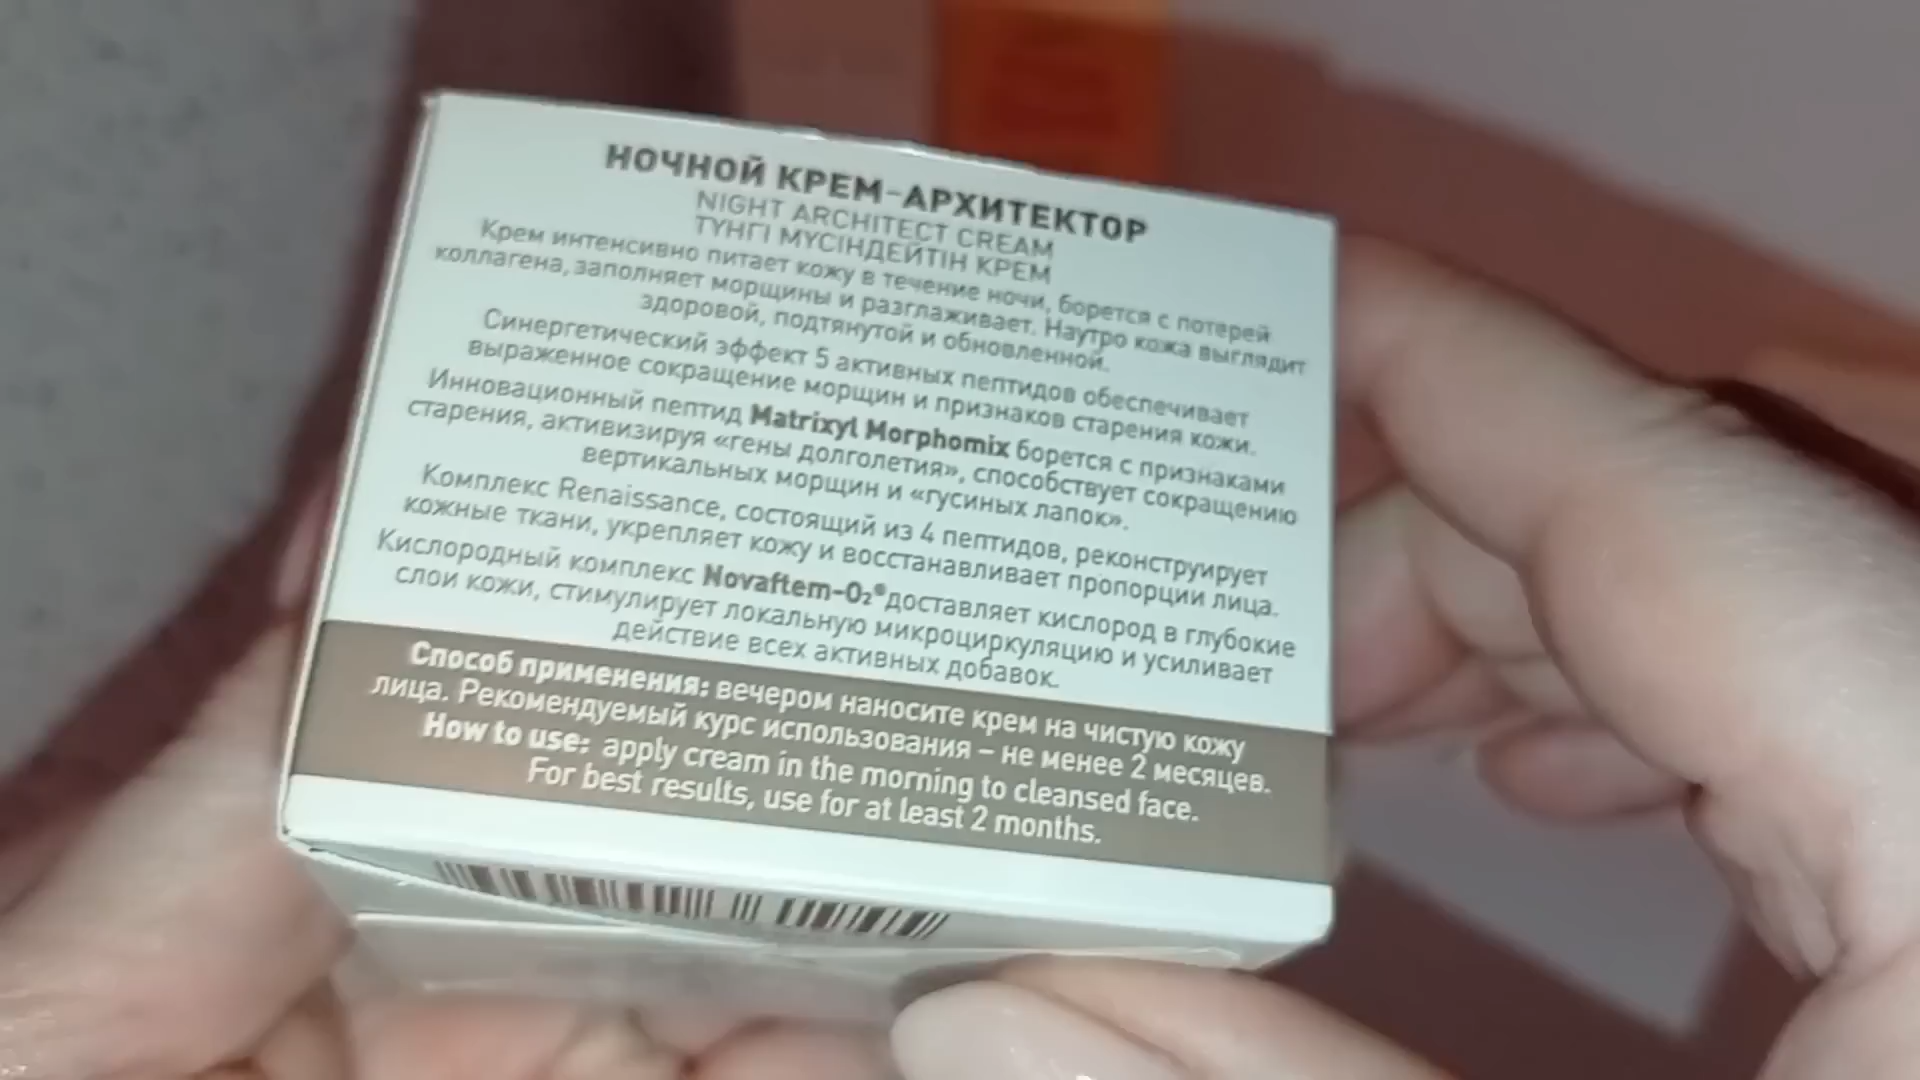 НОЧНОЙ КРЕМ-АРХИТЕКТОР
NIGHT ARCHITECT CREAM
ТҮНГІ МҮСІНДЕЙТІН КРЕМ
Крем интенсивно питает кожу в течение ночи, борется с потерей
коллагена, заполняет морщины и разглаживает. Наутро кожа выглядит
здоровой, подтянутой и обновленной.
Синергетический эффект 5 активных пептидов обеспечивает
выраженное сокращение морщин и признаков старения кожи.
Инновационный пептид Matrixyl Morphomix борется с признаками
старения, активизируя «гены долголетия», способствует сокращению
вертикальных морщин и «гусиных лапок».
Комплекс Renaissance, состоящий из 4 пептидов, реконструирует
кожные ткани, укрепляет кожу и восстанавливает пропорции лица.
Кислородный комплекс Novaftem-O₂® доставляет кислород в глубокие
слои кожи, стимулирует локальную микроциркуляцию и усиливает
действие всех активных добавок.
Способ применения: вечером наносите крем на чистую кожу
лица. Рекомендуемый курс использования – не менее 2 месяцев.
How to use: apply cream in the morning to cleansed face.
For best results, use for at least 2 months.